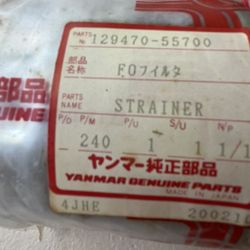 PARTS No. 129470-55700
部品名称 FOフィルタ
部品
UINE
PARTS NAME STRAINER
P/O P/M P/U S/U N/P
240 1 1 1/1
ヤンマー純正部品
YANMAR GENUINE PARTS
MADE IN JAPAN
4JHE 20021